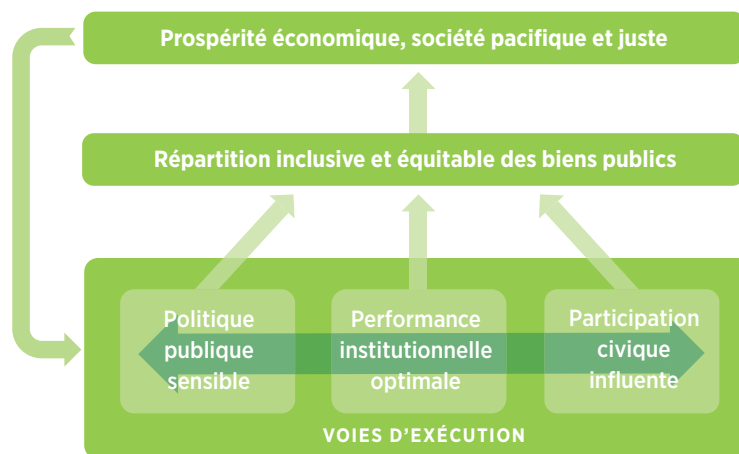 Prospérité économique, société pacifique et juste
Répartition inclusive et équitable des biens publics
Politique
publique
sensible
Performance
institutionnelle
optimale
Participation
civique
influente
VOIES D’EXÉCUTION